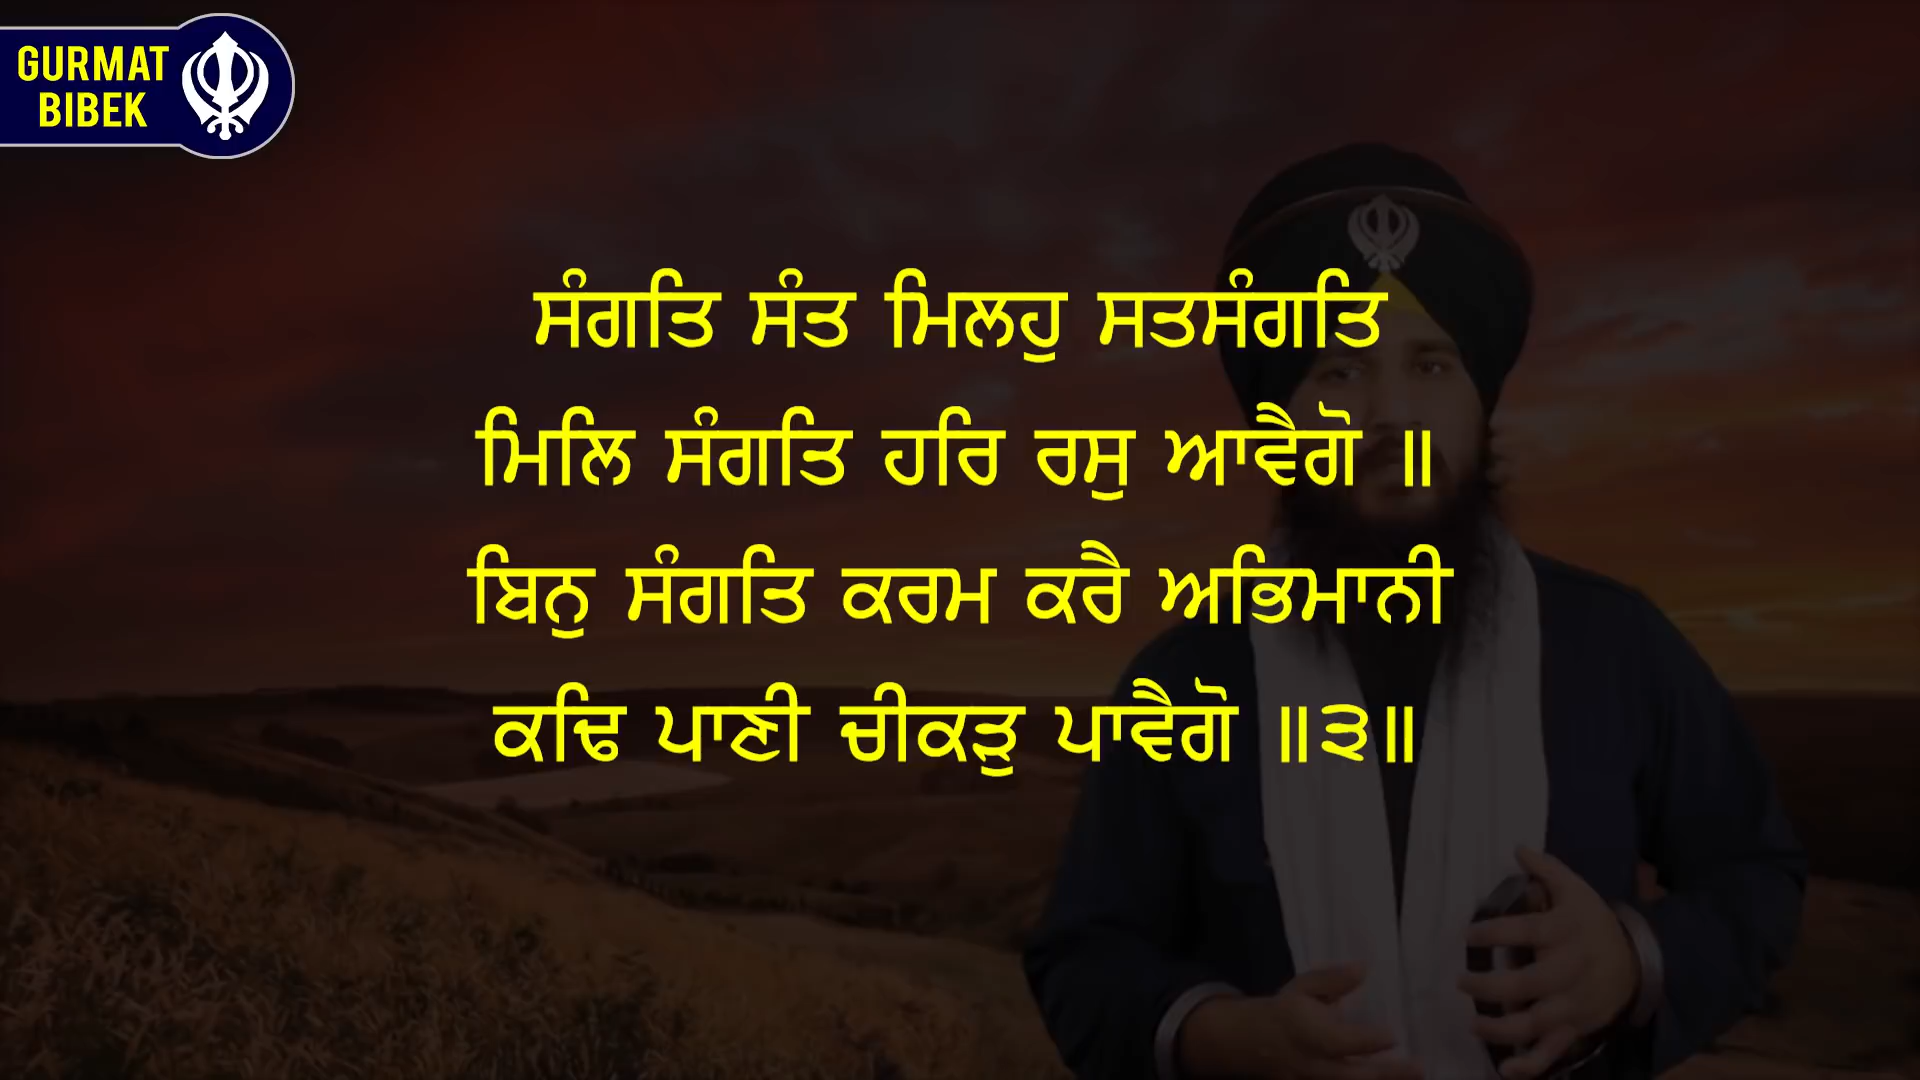 GURMAT
BIBEK
ਸੰਗਤਿ ਸੰਤ ਮਿਲਹੁ ਸਤਸੰਗਤਿ
ਮਿਲਿ ਸੰਗਤਿ ਹਰਿ ਰਸੁ ਆਵੈਗੋ ॥
ਬਿਨੁ ਸੰਗਤਿ ਕਰਮ ਕਰੈ ਅਭਿਮਾਨੀ
ਕਢਿ ਪਾਣੀ ਚੀਕੜੁ ਪਾਵੈਗੋ ॥੩॥